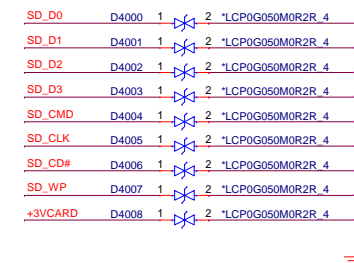 SD_D0 D4000 1 2 *LCP0G050M0R2R_4
SD_D1 D4001 1 2 *LCP0G050M0R2R_4
SD_D2 D4002 1 2 *LCP0G050M0R2R_4
SD_D3 D4003 1 2 *LCP0G050M0R2R_4
SD_CMD D4004 1 2 *LCP0G050M0R2R_4
SD_CLK D4005 1 2 *LCP0G050M0R2R_4
SD_CD# D4006 1 2 *LCP0G050M0R2R_4
SD_WP D4007 1 2 *LCP0G050M0R2R_4
+3VCARD D4008 1 2 *LCP0G050M0R2R_4